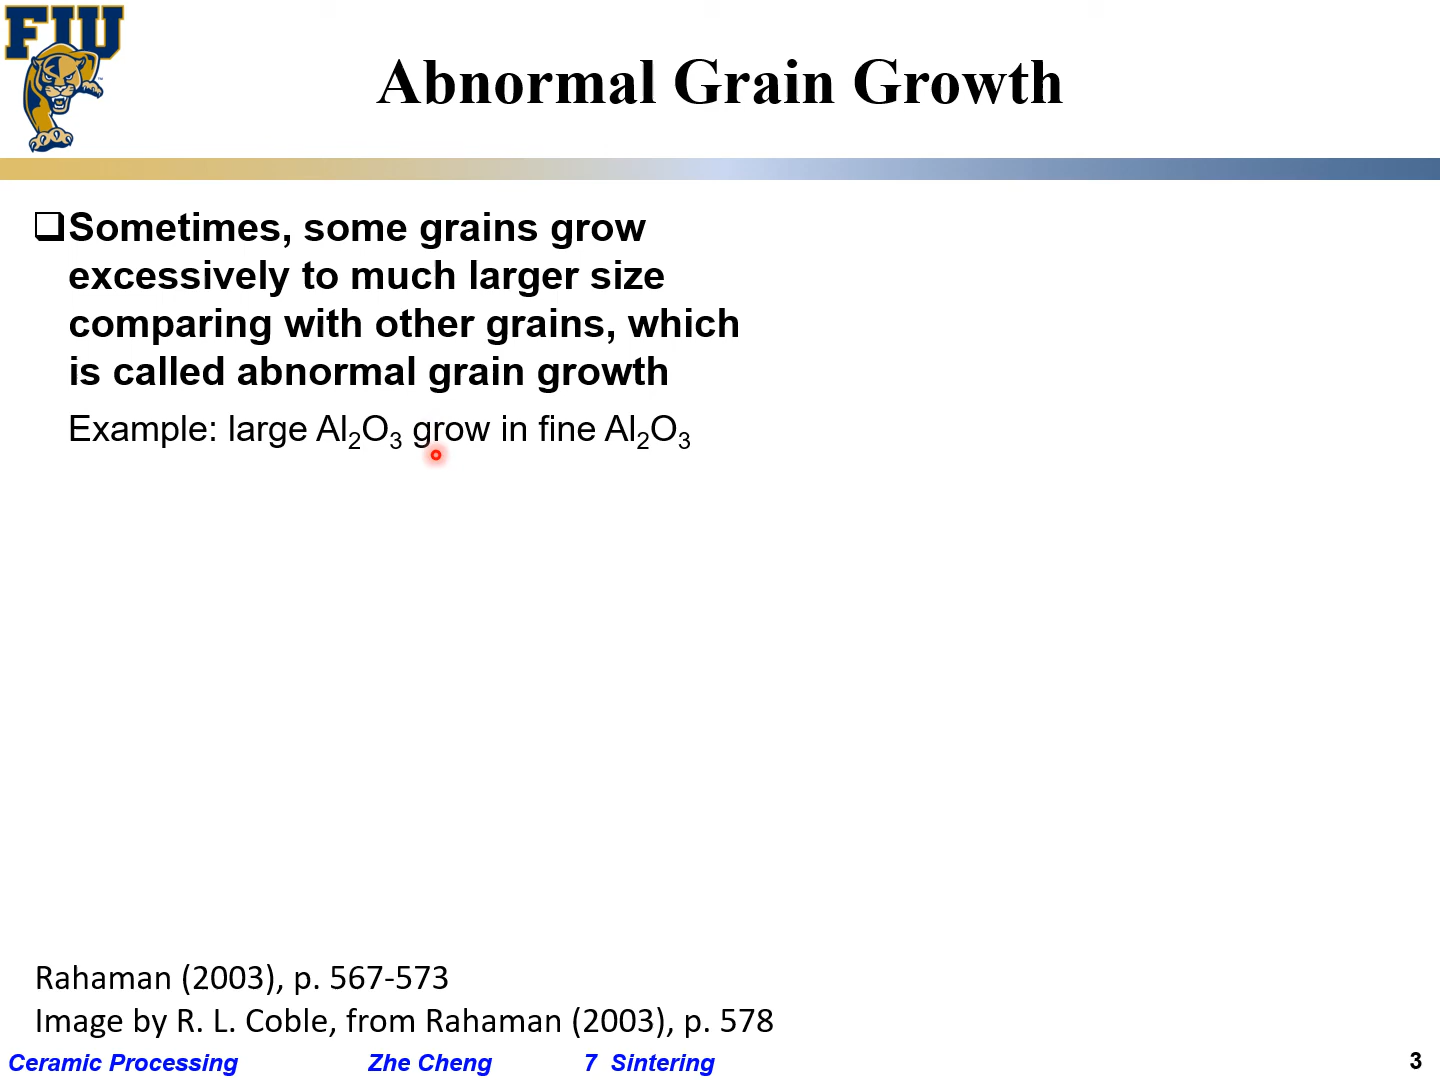 FIU
Abnormal Grain Growth
❑Sometimes, some grains grow
excessively to much larger size
comparing with other grains, which
is called abnormal grain growth
Example: large Al₂O₃ grow in fine Al₂O₃
Rahaman (2003), p. 567-573
Image by R. L. Coble, from Rahaman (2003), p. 578
Ceramic Processing Zhe Cheng 7 Sintering 3